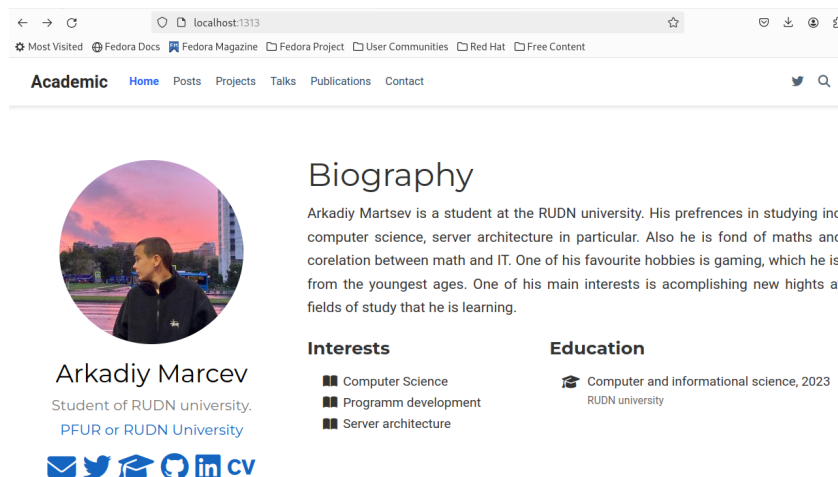 localhost:1313
Most Visited Fedora Docs Fedora Magazine Fedora Project User Communities Red Hat Free Content
Academic Home Posts Projects Talks Publications Contact
Biography
Arkadiy Martsev is a student at the RUDN university. His prefrences in studying inc
computer science, server architecture in particular. Also he is fond of maths and
corelation between math and IT. One of his favourite hobbies is gaming, which he is
from the youngest ages. One of his main interests is acomplishing new hights a
fields of study that he is learning.
Arkadiy Marcev
Student of RUDN university.
PFUR or RUDN University
CV
Interests
Computer Science
Programm development
Server architecture
Education
Computer and informational science, 2023
RUDN university